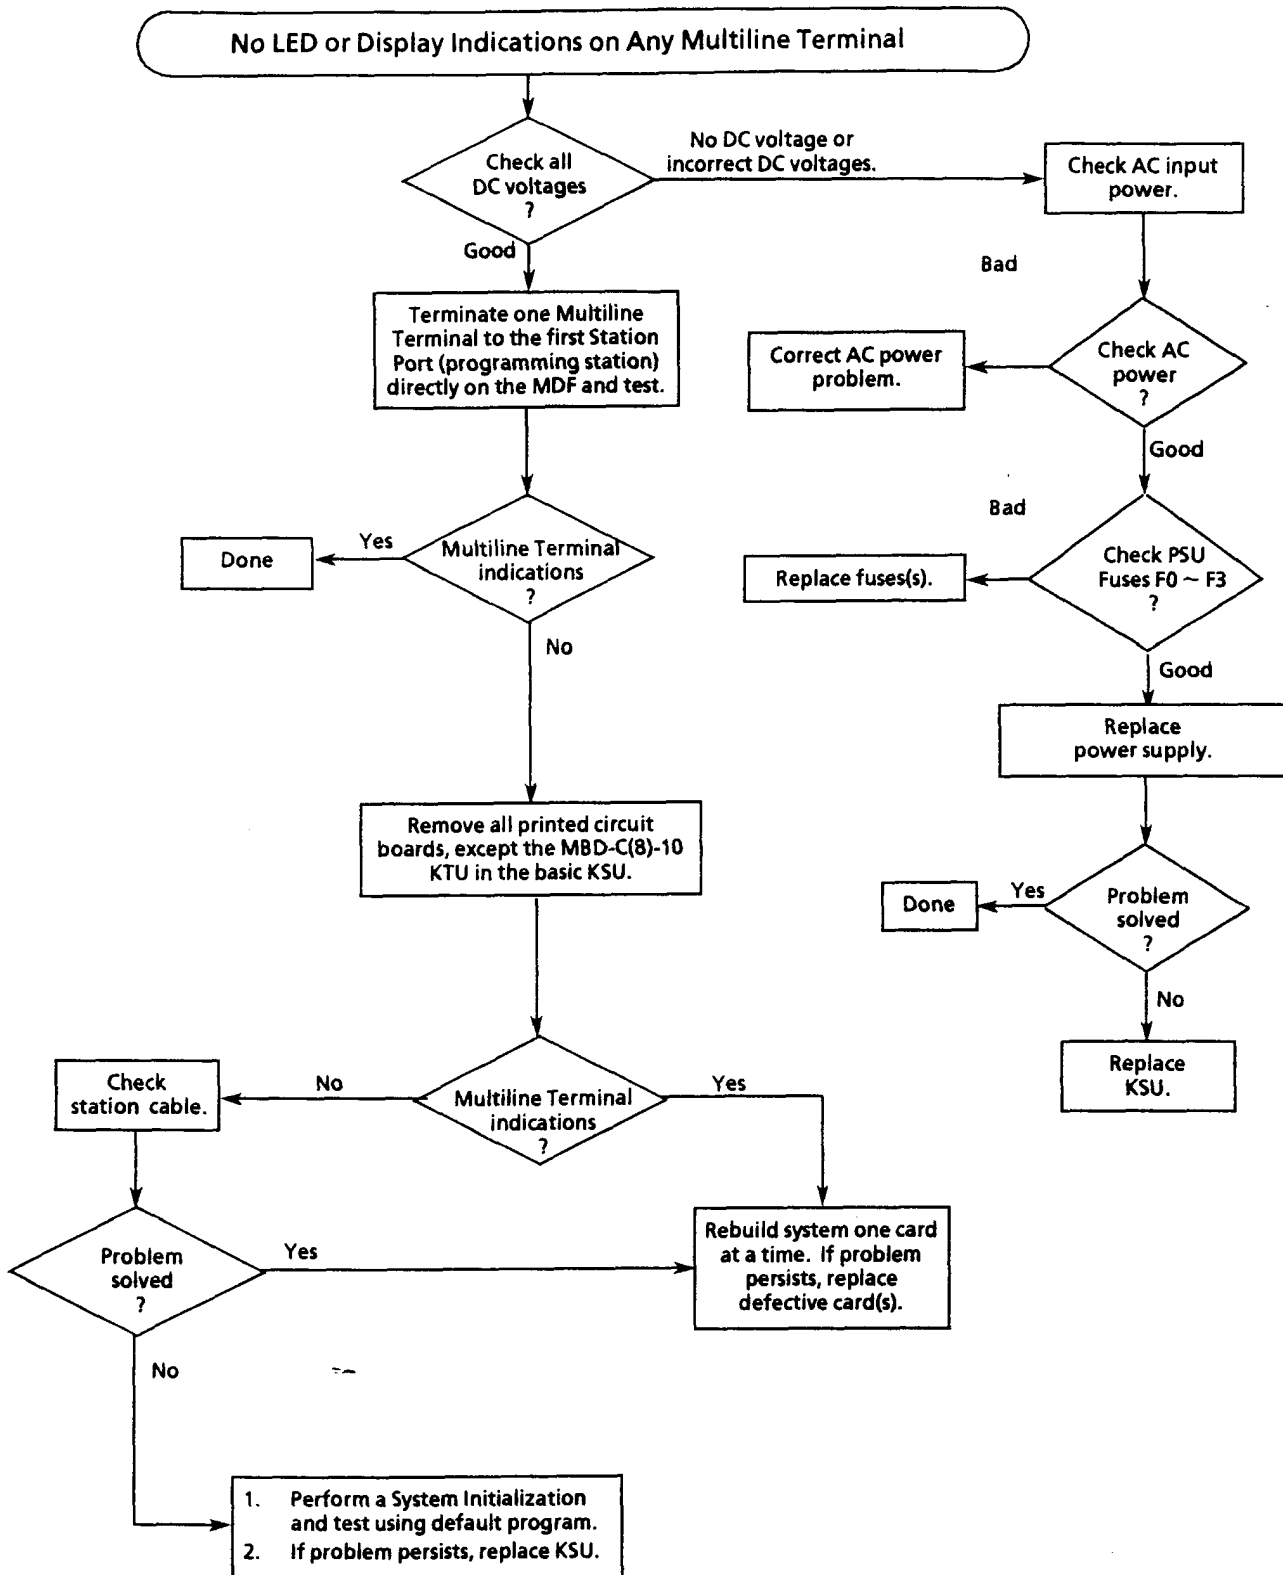 No LED or Display Indications on Any Multiline Terminal
Check all
DC voltages
?
No DC voltage or
incorrect DC voltages.
Check AC input
power.
Good
Bad
Terminate one Multiline
Terminal to the first Station
Port (programming station)
directly on the MDF and test.
Correct AC power
problem.
Check AC
power
?
Good
Bad
Done
Yes
Multiline Terminal
indications
?
Replace fuses(s).
Check PSU
Fuses F0 ~ F3
?
No
Good
Replace
power supply.
Remove all printed circuit
boards, except the MBD-C(8)-10
KTU in the basic KSU.
Done
Yes
Problem
solved
?
No
Replace
KSU.
Check
station cable.
No
Multiline Terminal
indications
?
Yes
Problem
solved
?
Yes
Rebuild system one card
at a time. If problem
persists, replace
defective card(s).
No
1. Perform a System Initialization
and test using default program.
2. If problem persists, replace KSU.